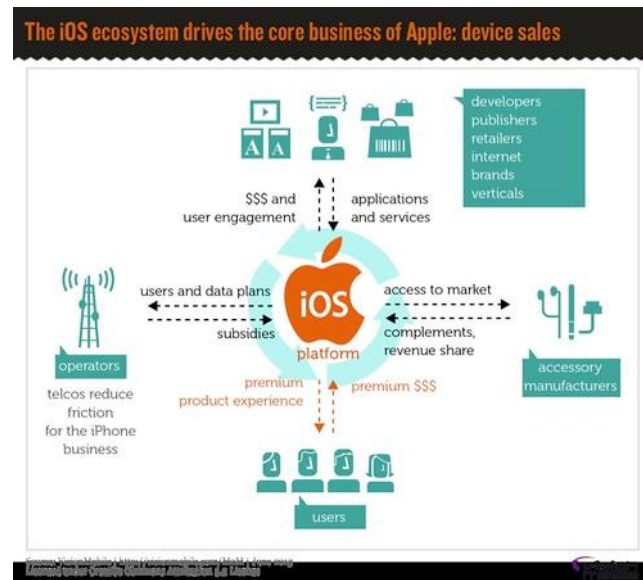 The iOS ecosystem drives the core business of Apple: device sales
{===}
A A
developers
publishers
retailers
internet
brands
verticals
$$$ and
user engagement
applications
and services
users and data plans
subsidies
iOS
platform
access to market
complements,
revenue share
operators
telcos reduce
friction
for the iPhone
business
accessory
manufacturers
premium
product experience
premium $$$
users